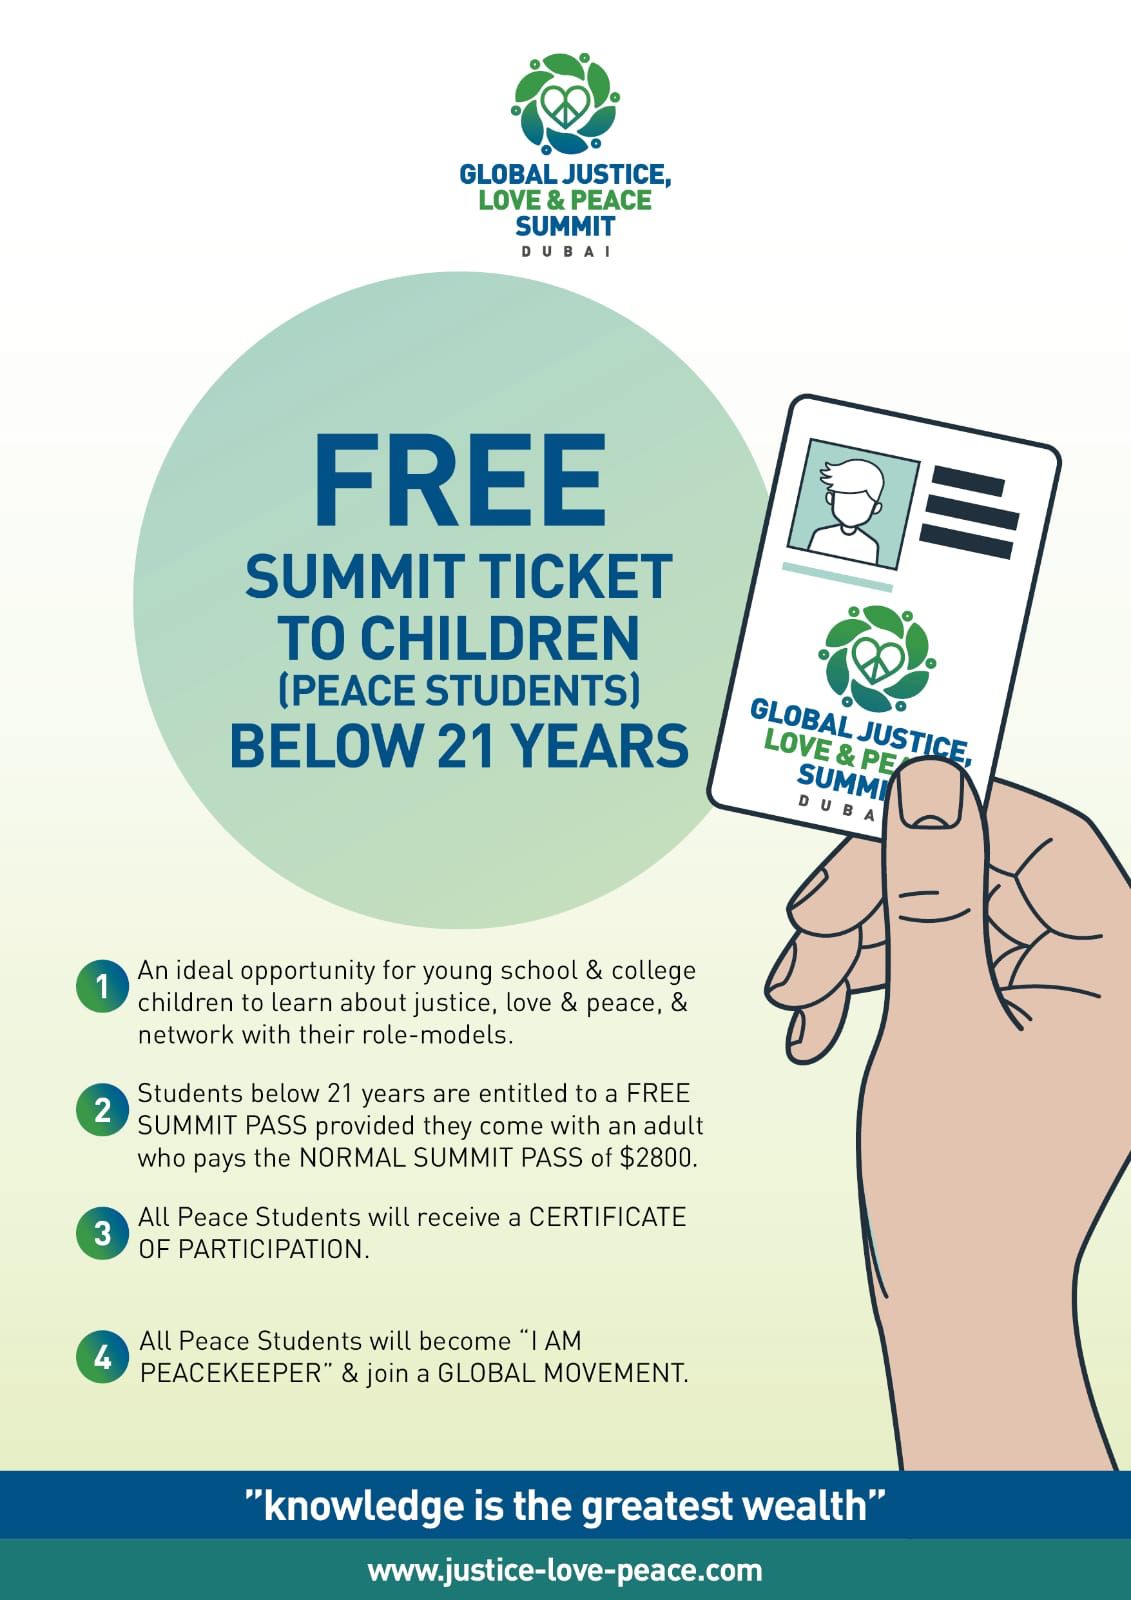 GLOBAL JUSTICE,
LOVE & PEACE
SUMMIT
DUBAI
FREE
SUMMIT TICKET
TO CHILDREN
(PEACE STUDENTS)
BELOW 21 YEARS
GLOBAL JUSTICE,
LOVE & PEA
SUMMI
DUBA
1 An ideal opportunity for young school & college
children to learn about justice, love & peace, &
network with their role-models.
2 Students below 21 years are entitled to a FREE
SUMMIT PASS provided they come with an adult
who pays the NORMAL SUMMIT PASS of $2800.
3 All Peace Students will receive a CERTIFICATE
OF PARTICIPATION.
4 All Peace Students will become “I AM
PEACEKEEPER” & join a GLOBAL MOVEMENT.
”knowledge is the greatest wealth”
www.justice-love-peace.com